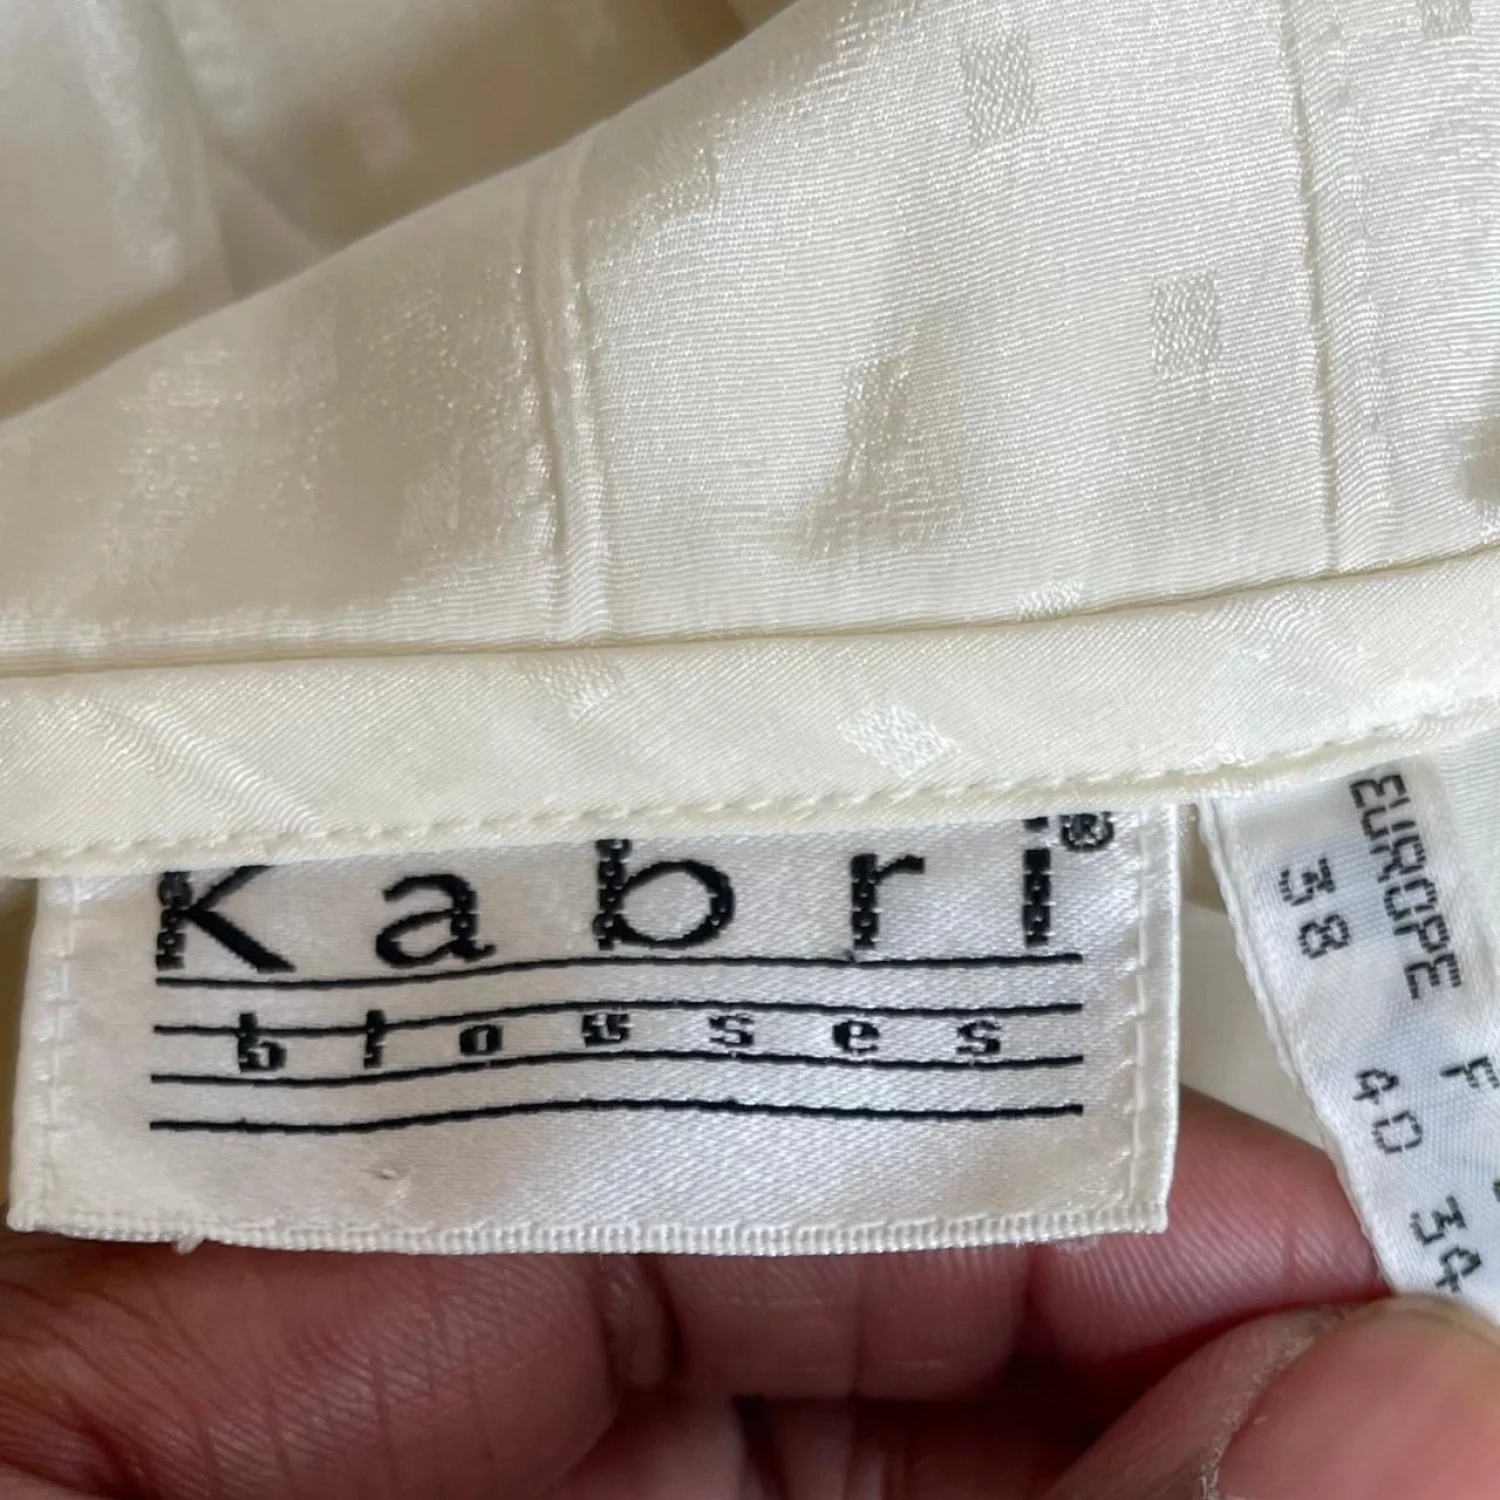 Kabri®
blouses
EUROPE
38
F
40
34